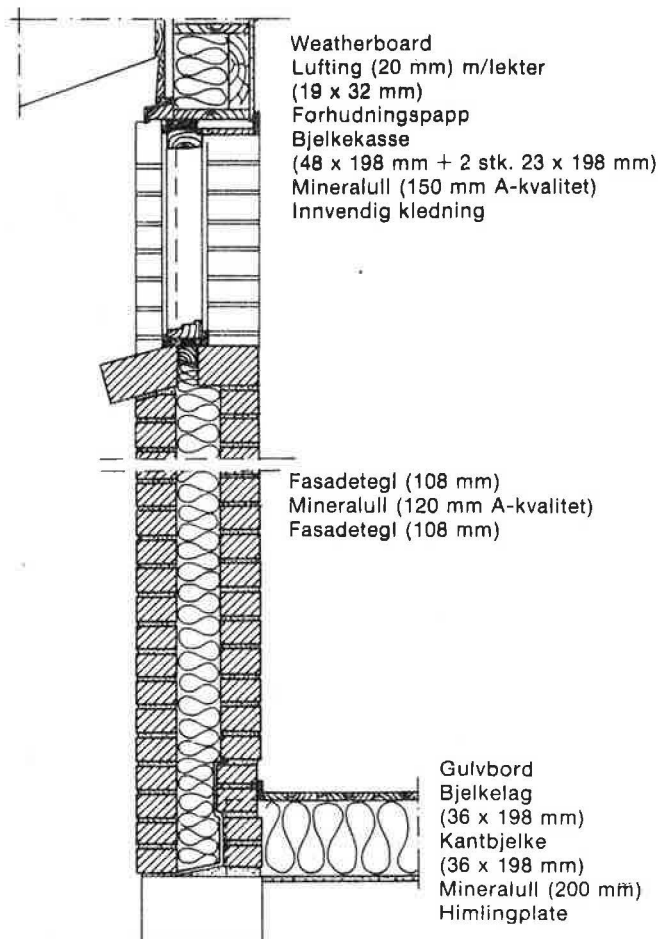 Weatherboard
Lufting (20 mm) m/lekter
(19 x 32 mm)
Forhudningspapp
Bjelkekasse
(48 x 198 mm + 2 stk. 23 x 198 mm)
Mineralull (150 mm A-kvalitet)
Innvendig kledning
Fasadetegl (108 mm)
Mineralull (120 mm A-kvalitet)
Fasadetegl (108 mm)
Gulvbord
Bjelkelag
(36 x 198 mm)
Kantbjelke
(36 x 198 mm)
Mineralull (200 mm)
Himlingplate